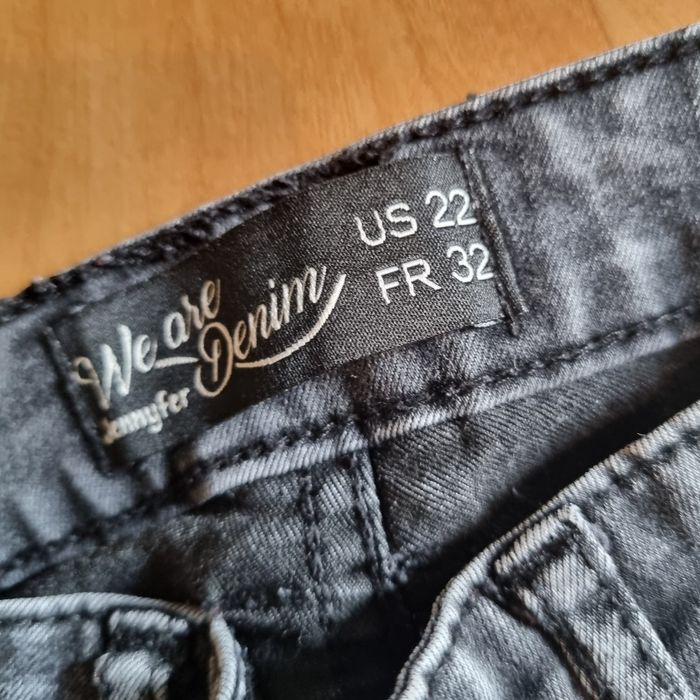 We are
Denim
Jennyfer
US 22
FR 32